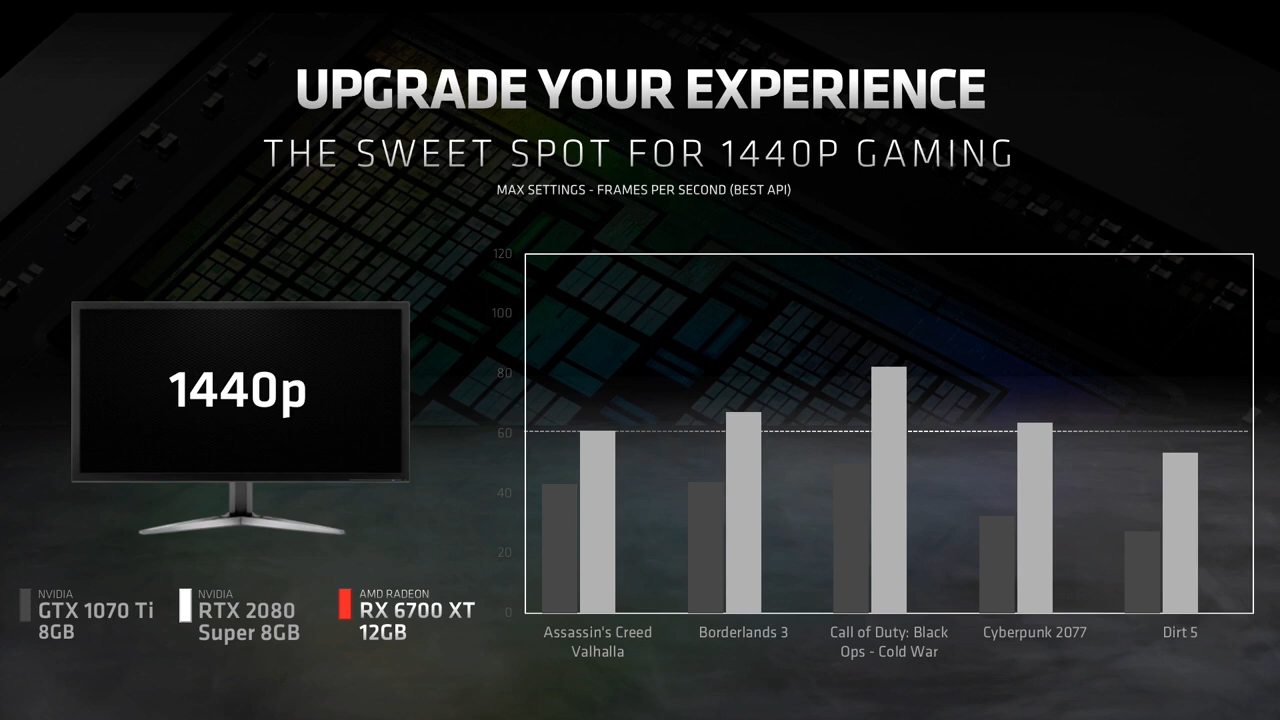 UPGRADE YOUR EXPERIENCE
THE SWEET SPOT FOR 1440P GAMING
MAX SETTINGS - FRAMES PER SECOND (BEST API)
1440p
NVIDIA
GTX 1070 Ti
8GB
NVIDIA
RTX 2080
Super 8GB
AMD RADEON
RX 6700 XT
12GB
120
100
80
60
40
20
0
Assassin's Creed
Valhalla
Borderlands 3
Call of Duty: Black
Ops - Cold War
Cyberpunk 2077
Dirt 5